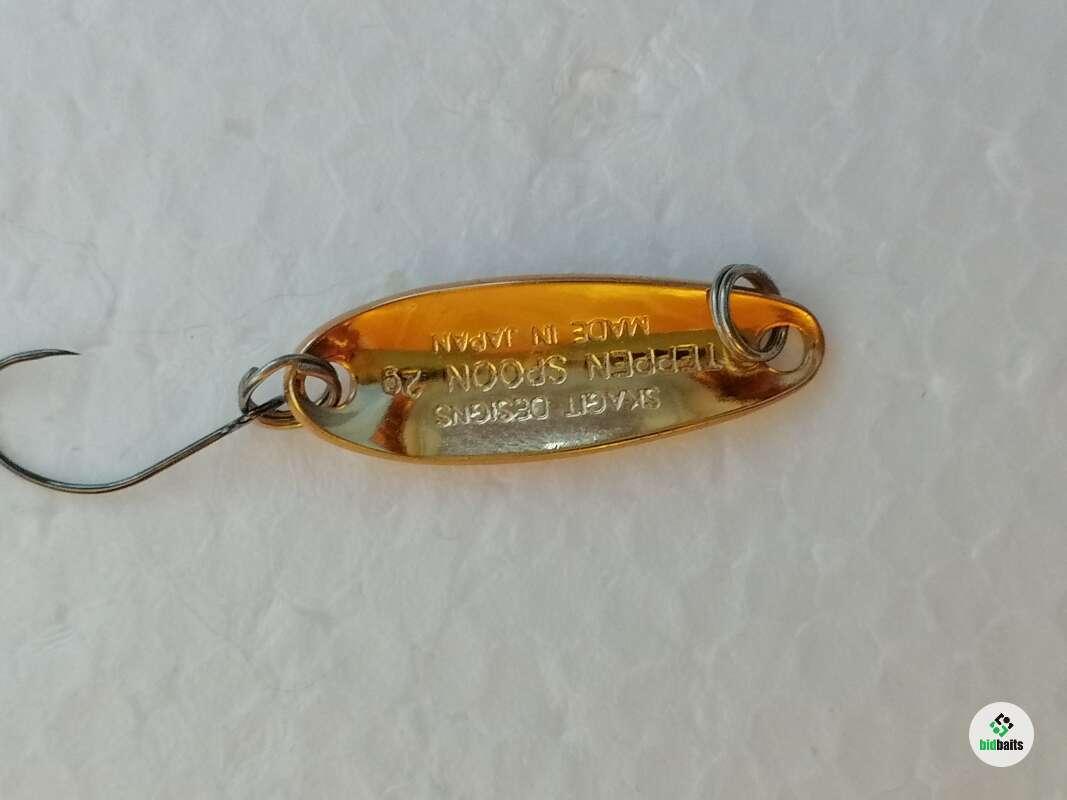 SKAGIT DESIGNS
TEPPEN SPOON 2g
MADE IN JAPAN
bidbaits